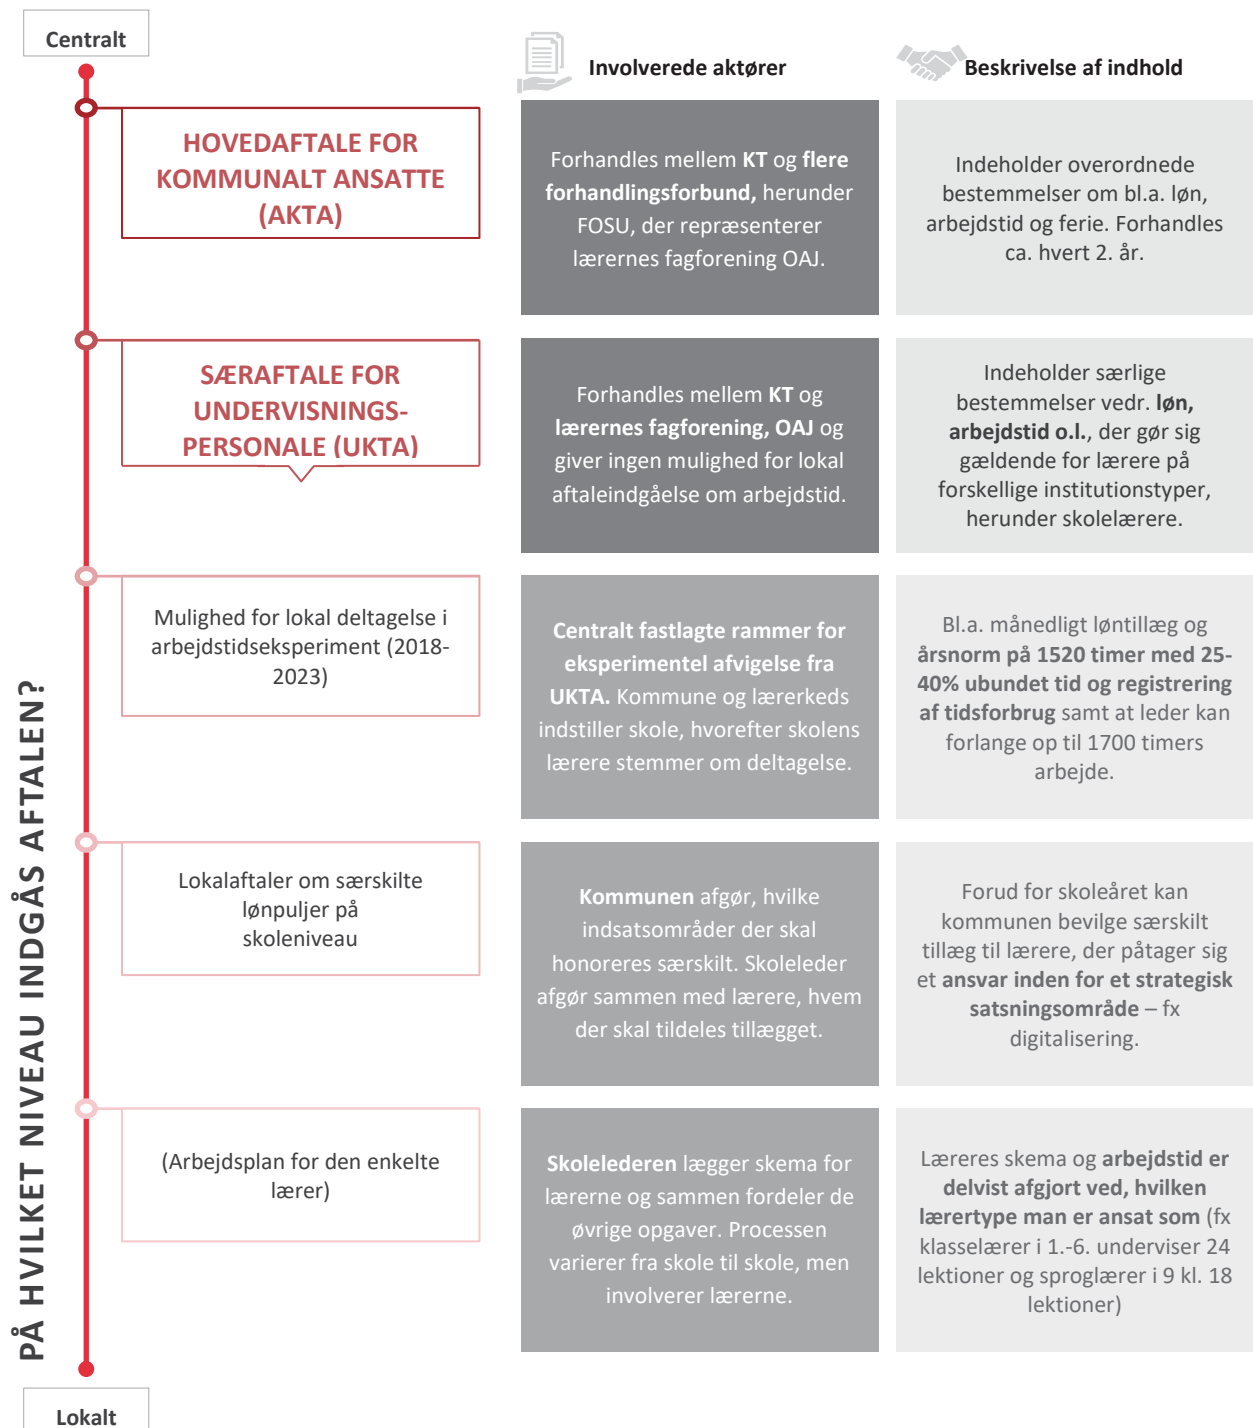 Centralt
Involverede aktører
Beskrivelse af indhold
HOVEDAFTALE FOR
KOMMUNALT ANSATTE
(AKTA)
Forhandles mellem KT og flere
forhandlingsforbund, herunder
FOSU, der repræsenterer
lærernes fagforening OAJ.
Indeholder overordnede
bestemmelser om bl.a. løn,
arbejdstid og ferie. Forhandles
ca. hvert 2. år.
SÆRAFTALE FOR
UNDERVISNINGS-
PERSONALE (UKTA)
Forhandles mellem KT og
lærernes fagforening, OAJ og
giver ingen mulighed for lokal
aftaleindgåelse om arbejdstid.
Indeholder særlige
bestemmelser vedr. løn,
arbejdstid o.l., der gør sig
gældende for lærere på
forskellige institutionstyper,
herunder skolelærere.
Mulighed for lokal deltagelse i
arbejdstidseksperiment (2018-
2023)
Centralt fastlagte rammer for
eksperimentel afvigelse fra
UKTA. Kommune og lærerkeds
indstiller skole, hvorefter skolens
lærere stemmer om deltagelse.
Bl.a. månedligt løntillæg og
årsnorm på 1520 timer med 25-
40% ubundet tid og registrering
af tidsforbrug samt at leder kan
forlange op til 1700 timers
arbejde.
Lokalaftaler om særskilte
lønpuljer på
skoleniveau
Kommunen afgør, hvilke
indsatsområder der skal
honoreres særskilt. Skoleleder
afgør sammen med lærere, hvem
der skal tildeles tillægget.
Forud for skoleåret kan
kommunen bevilge særskilt
tillæg til lærere, der påtager sig
et ansvar inden for et strategisk
satsningsområde – fx
digitalisering.
(Arbejdsplan for den enkelte
lærer)
Skolelederen lægger skema for
lærerne og sammen fordeler de
øvrige opgaver. Processen
varierer fra skole til skole, men
involverer lærerne.
Læreres skema og arbejdstid er
delvist afgjort ved, hvilken
lærertype man er ansat som (fx
klasselærer i 1.-6. underviser 24
lektioner og sproglærer i 9 kl. 18
lektioner)
PÅ HVILKET NIVEAU INDGÅS AFTALEN?
Lokalt